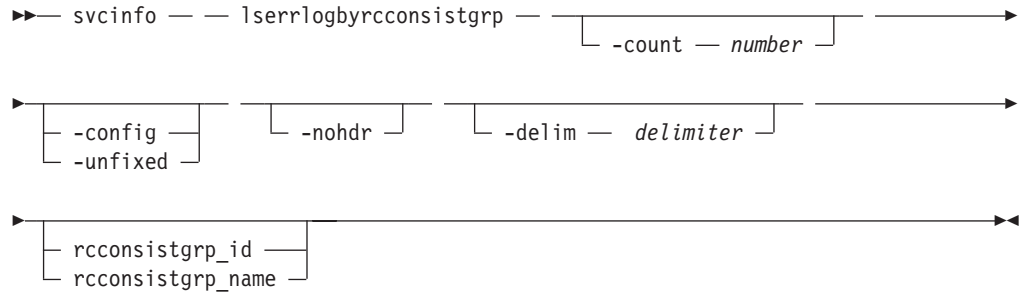 svcinfo lserrlogbyrcconsistgrp
-count number
-config -nohdr -delim delimiter
-unfixed
rcconsistgrp_id
rcconsistgrp_name